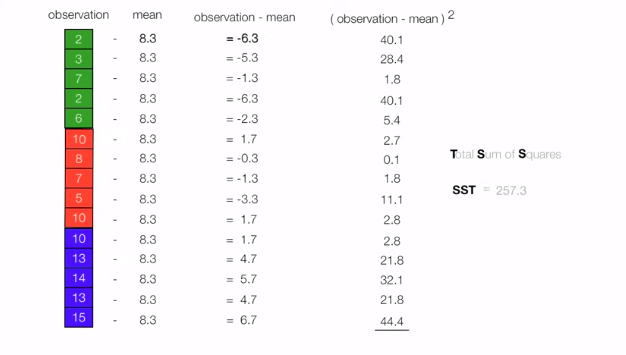 observation mean observation - mean ( observation - mean ) 2
2 - 8.3 = -6.3 40.1
3 - 8.3 = -5.3 28.4
7 - 8.3 = -1.3 1.8
2 - 8.3 = -6.3 40.1
6 - 8.3 = -2.3 5.4
10 - 8.3 = 1.7 2.7
8 - 8.3 = -0.3 0.1
Total Sum of Squares
7 - 8.3 = -1.3 1.8
5 - 8.3 = -3.3 11.1
SST = 257.3
10 - 8.3 = 1.7 2.8
10 - 8.3 = 1.7 2.8
13 - 8.3 = 4.7 21.8
14 - 8.3 = 5.7 32.1
13 - 8.3 = 4.7 21.8
15 - 8.3 = 6.7 44.4